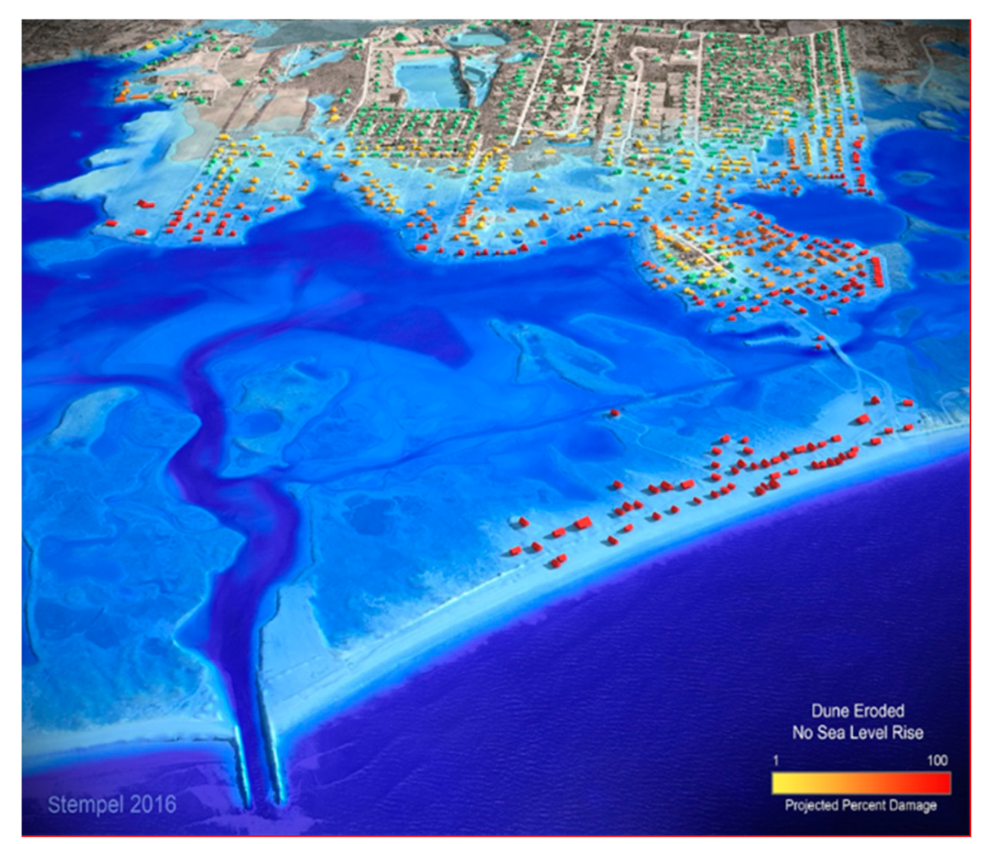 Dune Eroded
No Sea Level Rise
1 100
Projected Percent Damage
Stempel 2016